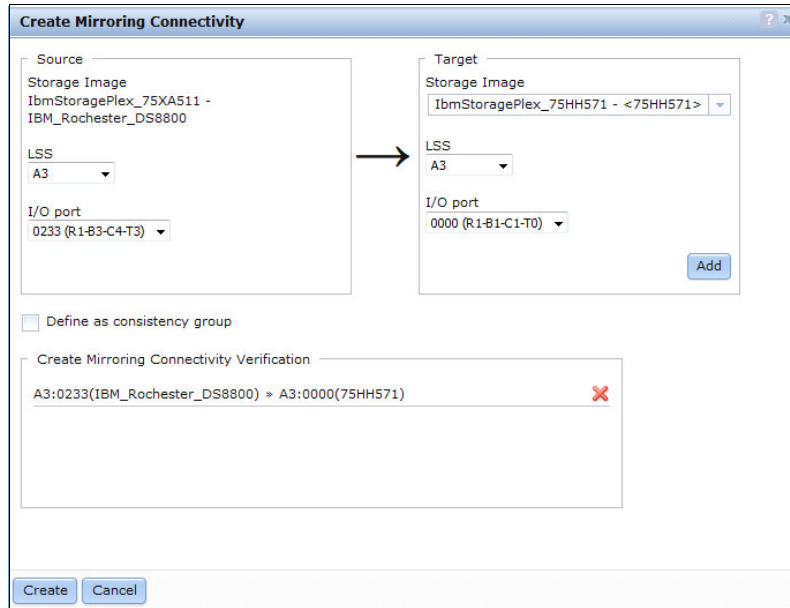 Create Mirroring Connectivity
?
Source
Storage Image
IbmStoragePlex_75XA511 -
IBM_Rochester_DS8800
LSS
A3
I/O port
0233 (R1-B3-C4-T3)
Target
Storage Image
IbmStoragePlex_75HH571 - <75HH571>
LSS
A3
I/O port
0000 (R1-B1-C1-T0)
Add
Define as consistency group
Create Mirroring Connectivity Verification
A3:0233(IBM_Rochester_DS8800) » A3:0000(75HH571)
Create
Cancel